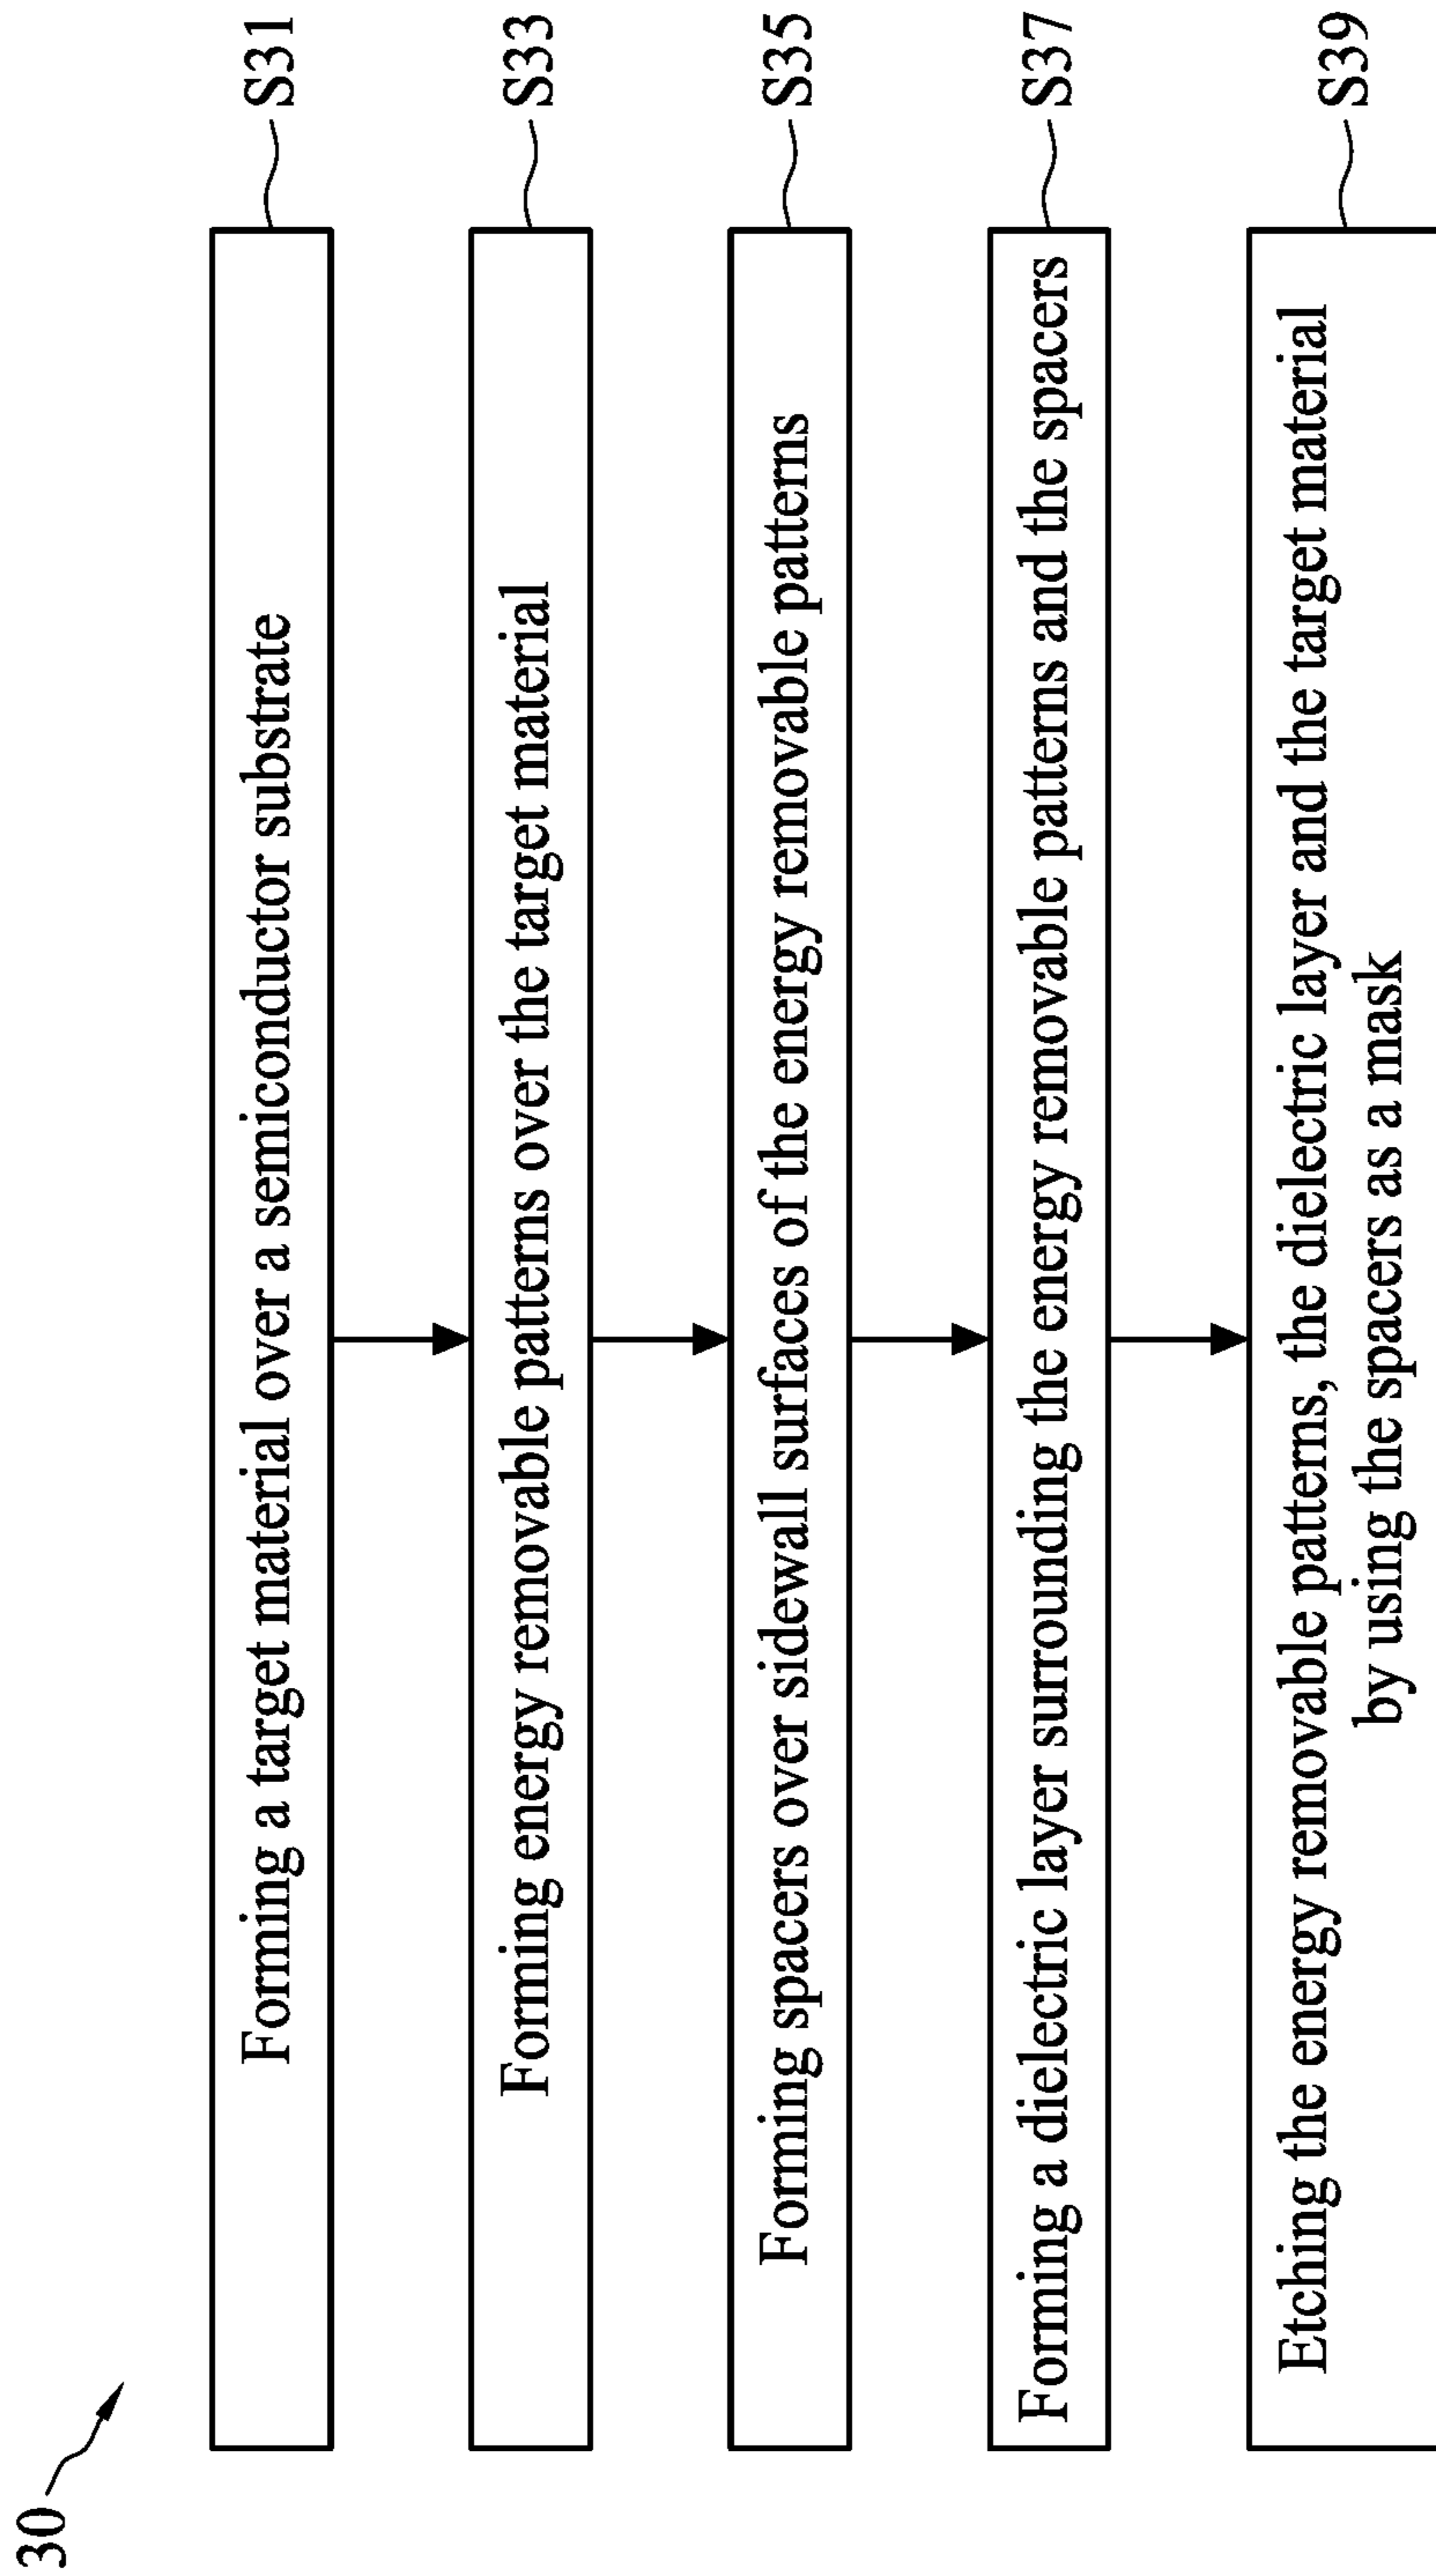 30
Forming a target material over a semiconductor substrate
S31
Forming energy removable patterns over the target material
S33
Forming spacers over sidewall surfaces of the energy removable patterns
S35
Forming a dielectric layer surrounding the energy removable patterns and the spacers
S37
Etching the energy removable patterns, the dielectric layer and the target material
by using the spacers as a mask
S39